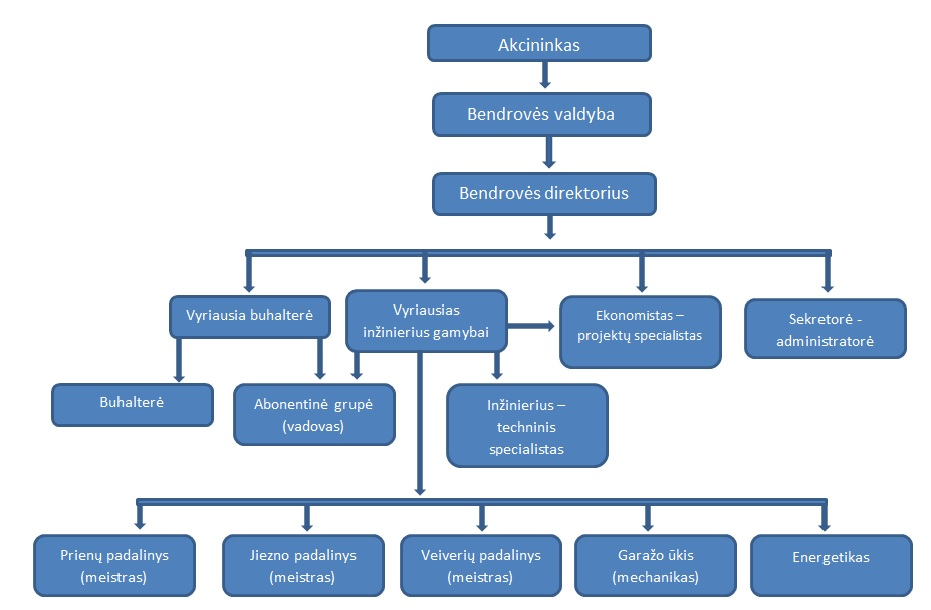 Akcininkas
Bendrovės valdyba
Bendrovės direktorius
Vyriausia buhalterė
Vyriausias
inžinierius gamybai
Ekonomistas –
projektų specialistas
Sekretorė -
administratorė
Buhalterė
Abonentinė grupė
(vadovas)
Inžinierius –
techninis
specialistas
Prienų padalinys
(meistras)
Jiezno padalinys
(meistras)
Veiverių padalinys
(meistras)
Garažo ūkis
(mechanikas)
Energetikas